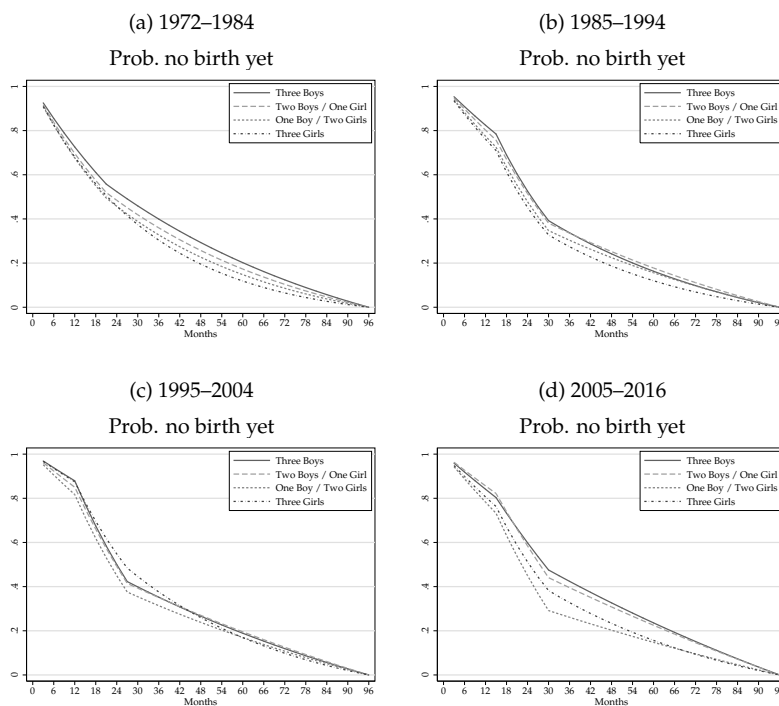 (a) 1972–1984
Prob. no birth yet
Three Boys
Two Boys / One Girl
One Boy / Two Girls
Three Girls
1
.8
.6
.4
.2
0
0 6 12 18 24 30 36 42 48 54 60 66 72 78 84 90 96
Months
(b) 1985–1994
Prob. no birth yet
Three Boys
Two Boys / One Girl
One Boy / Two Girls
Three Girls
1
.8
.6
.4
.2
0
0 6 12 18 24 30 36 42 48 54 60 66 72 78 84 90
Months
(c) 1995–2004
Prob. no birth yet
Three Boys
Two Boys / One Girl
One Boy / Two Girls
Three Girls
1
.8
.6
.4
.2
0
0 6 12 18 24 30 36 42 48 54 60 66 72 78 84 90 96
Months
(d) 2005–2016
Prob. no birth yet
Three Boys
Two Boys / One Girl
One Boy / Two Girls
Three Girls
1
.8
.6
.4
.2
0
0 6 12 18 24 30 36 42 48 54 60 66 72 78 84 90
Months